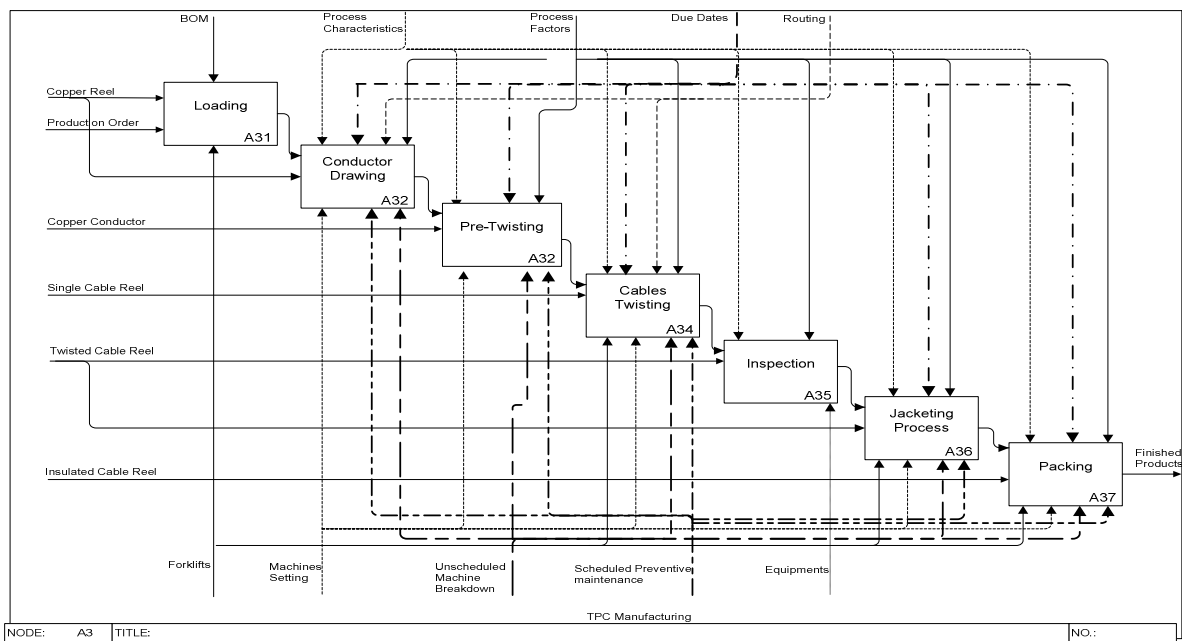 BOM
Process
Characteristics
Process
Factors
Due Dates
Routing
Copper Reel
Production Order
Loading
A31
Conductor
Drawing
A32
Copper Conductor
Pre-Twisting
A32
Single Cable Reel
Cables
Twisting
A34
Twisted Cable Reel
Inspection
A35
Jacketing
Process
A36
Insulated Cable Reel
Packing
A37
Finished
Products
Forklifts
Machines
Setting
Unscheduled
Machine
Breakdown
Scheduled Preventive
maintenance
Equipments
TPC Manufacturing
NODE: A3 TITLE: NO.: